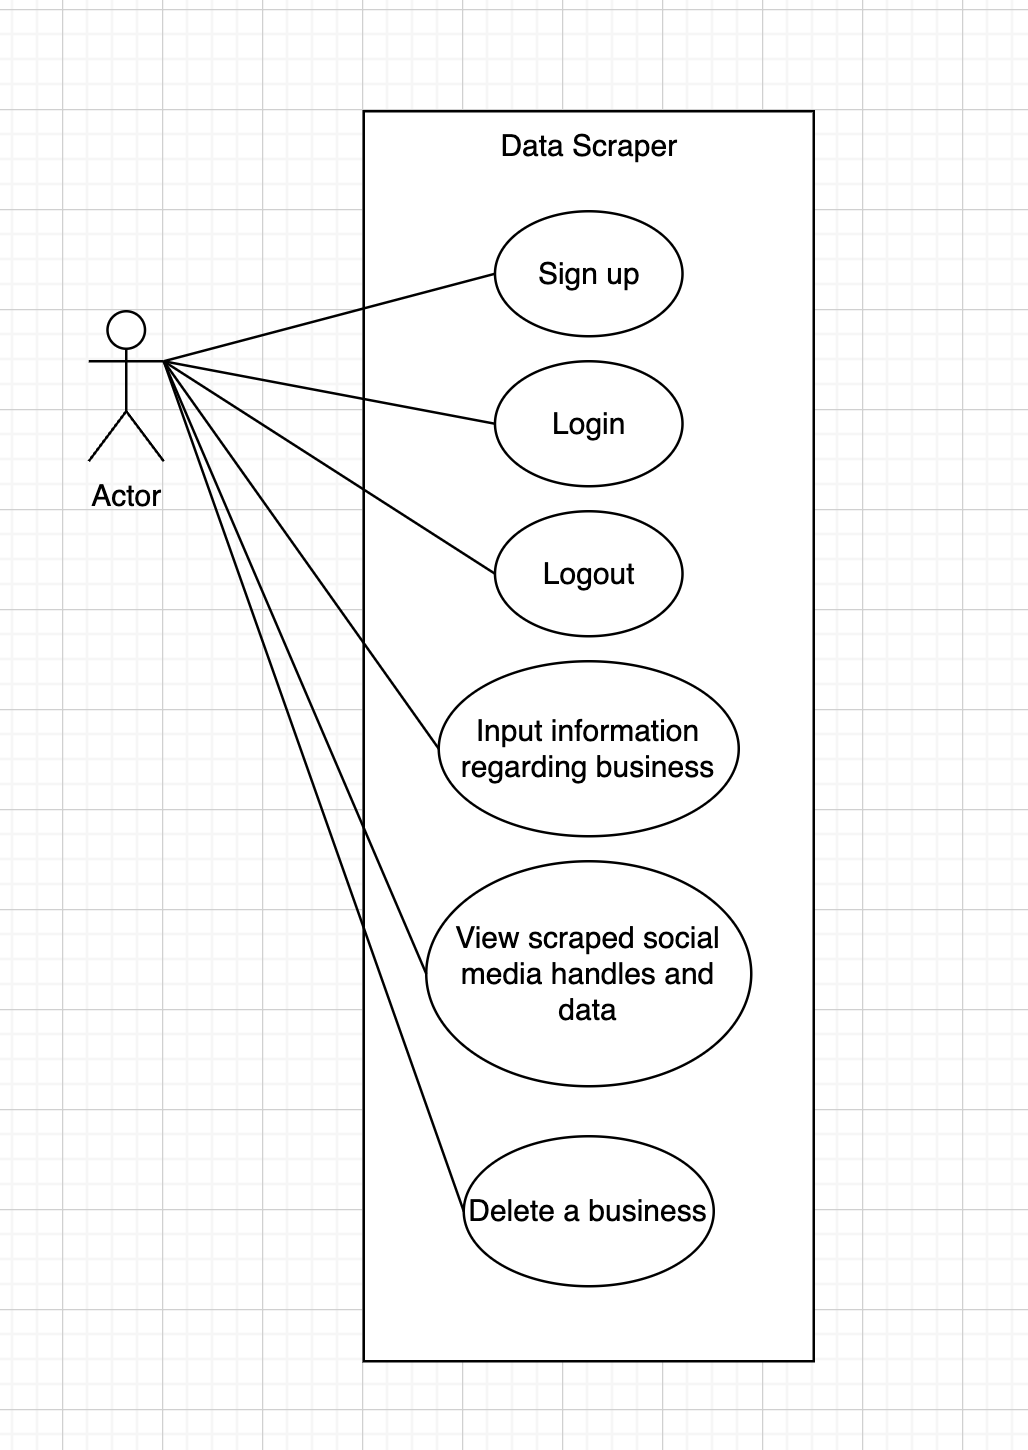 Data Scraper
Sign up
Login
Actor
Logout
Input information
regarding business
View scraped social
media handles and
data
Delete a business